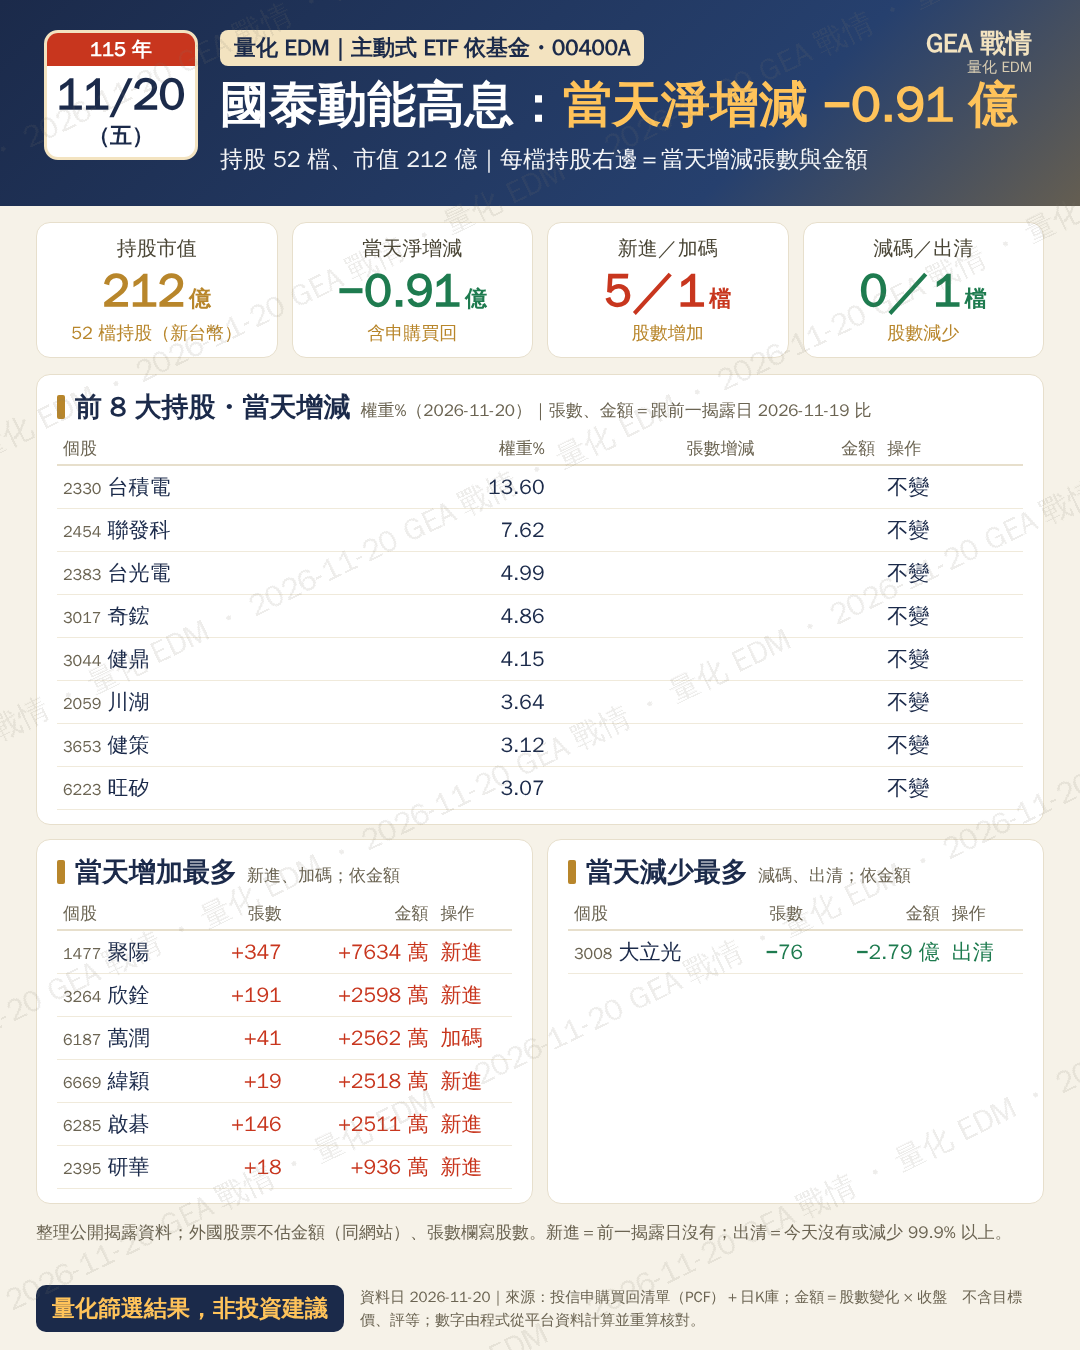 115 年
11/20
（五）
量化 EDM｜主動式 ETF 依基金・00400A
國泰動能高息：當天淨增減 −0.91 億
持股 52 檔、市值 212 億｜每檔持股右邊＝當天增減張數與金額
GEA 戰情
量化 EDM
持股市值
212 億
52 檔持股（新台幣）
當天淨增減
−0.91 億
含申購買回
新進／加碼
5／1 檔
股數增加
減碼／出清
0／1 檔
股數減少
前 8 大持股・當天增減 權重%（2026-11-20）｜張數、金額＝跟前一揭露日 2026-11-19 比
個股 權重% 張數增減 金額 操作
2330 台積電 13.60 不變
2454 聯發科 7.62 不變
2383 台光電 4.99 不變
3017 奇鋐 4.86 不變
3044 健鼎 4.15 不變
2059 川湖 3.64 不變
3653 健策 3.12 不變
6223 旺矽 3.07 不變
當天增加最多 新進、加碼；依金額
個股 張數 金額 操作
1477 聚陽 +347 +7634 萬 新進
3264 欣銓 +191 +2598 萬 新進
6187 萬潤 +41 +2562 萬 加碼
6669 緯穎 +19 +2518 萬 新進
6285 啟碁 +146 +2511 萬 新進
2395 研華 +18 +936 萬 新進
當天減少最多 減碼、出清；依金額
個股 張數 金額 操作
3008 大立光 −76 −2.79 億 出清
整理公開揭露資料；外國股票不估金額（同網站）、張數欄寫股數。新進＝前一揭露日沒有；出清＝今天沒有或減少 99.9% 以上。
量化篩選結果，非投資建議
資料日 2026-11-20｜來源：投信申購買回清單（PCF）＋日K庫；金額＝股數變化 × 收盤　不含目標
價、評等；數字由程式從平台資料計算並重算核對。